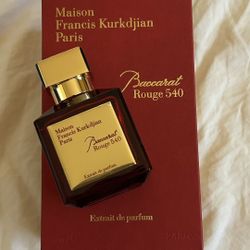 Maison
Francis Kurkdjian
Paris
Baccarat
Rouge 540
Maison
Francis Kurkdjian
Paris
Baccarat
Rouge 540
Extrait de parfum
Extrait de parfum